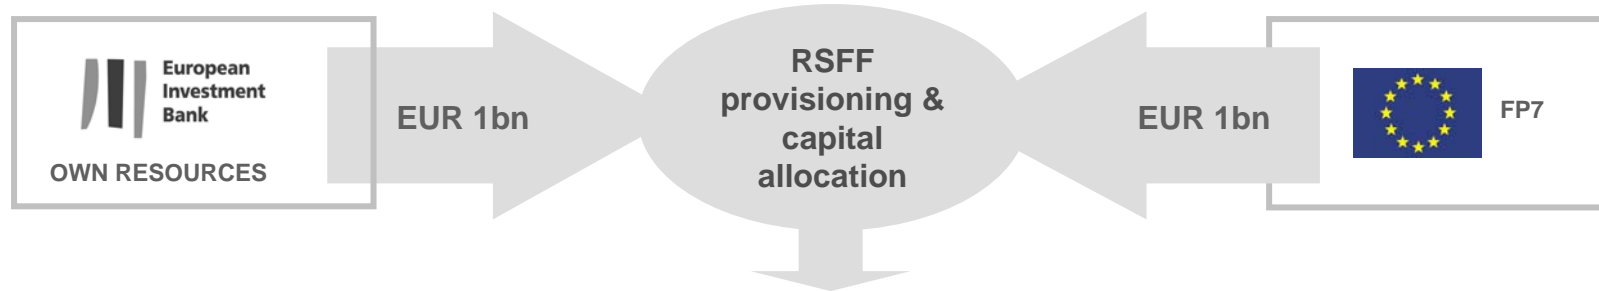 European
Investment
Bank
OWN RESOURCES
EUR 1bn
RSFF
provisioning &
capital
allocation
EUR 1bn
FP7